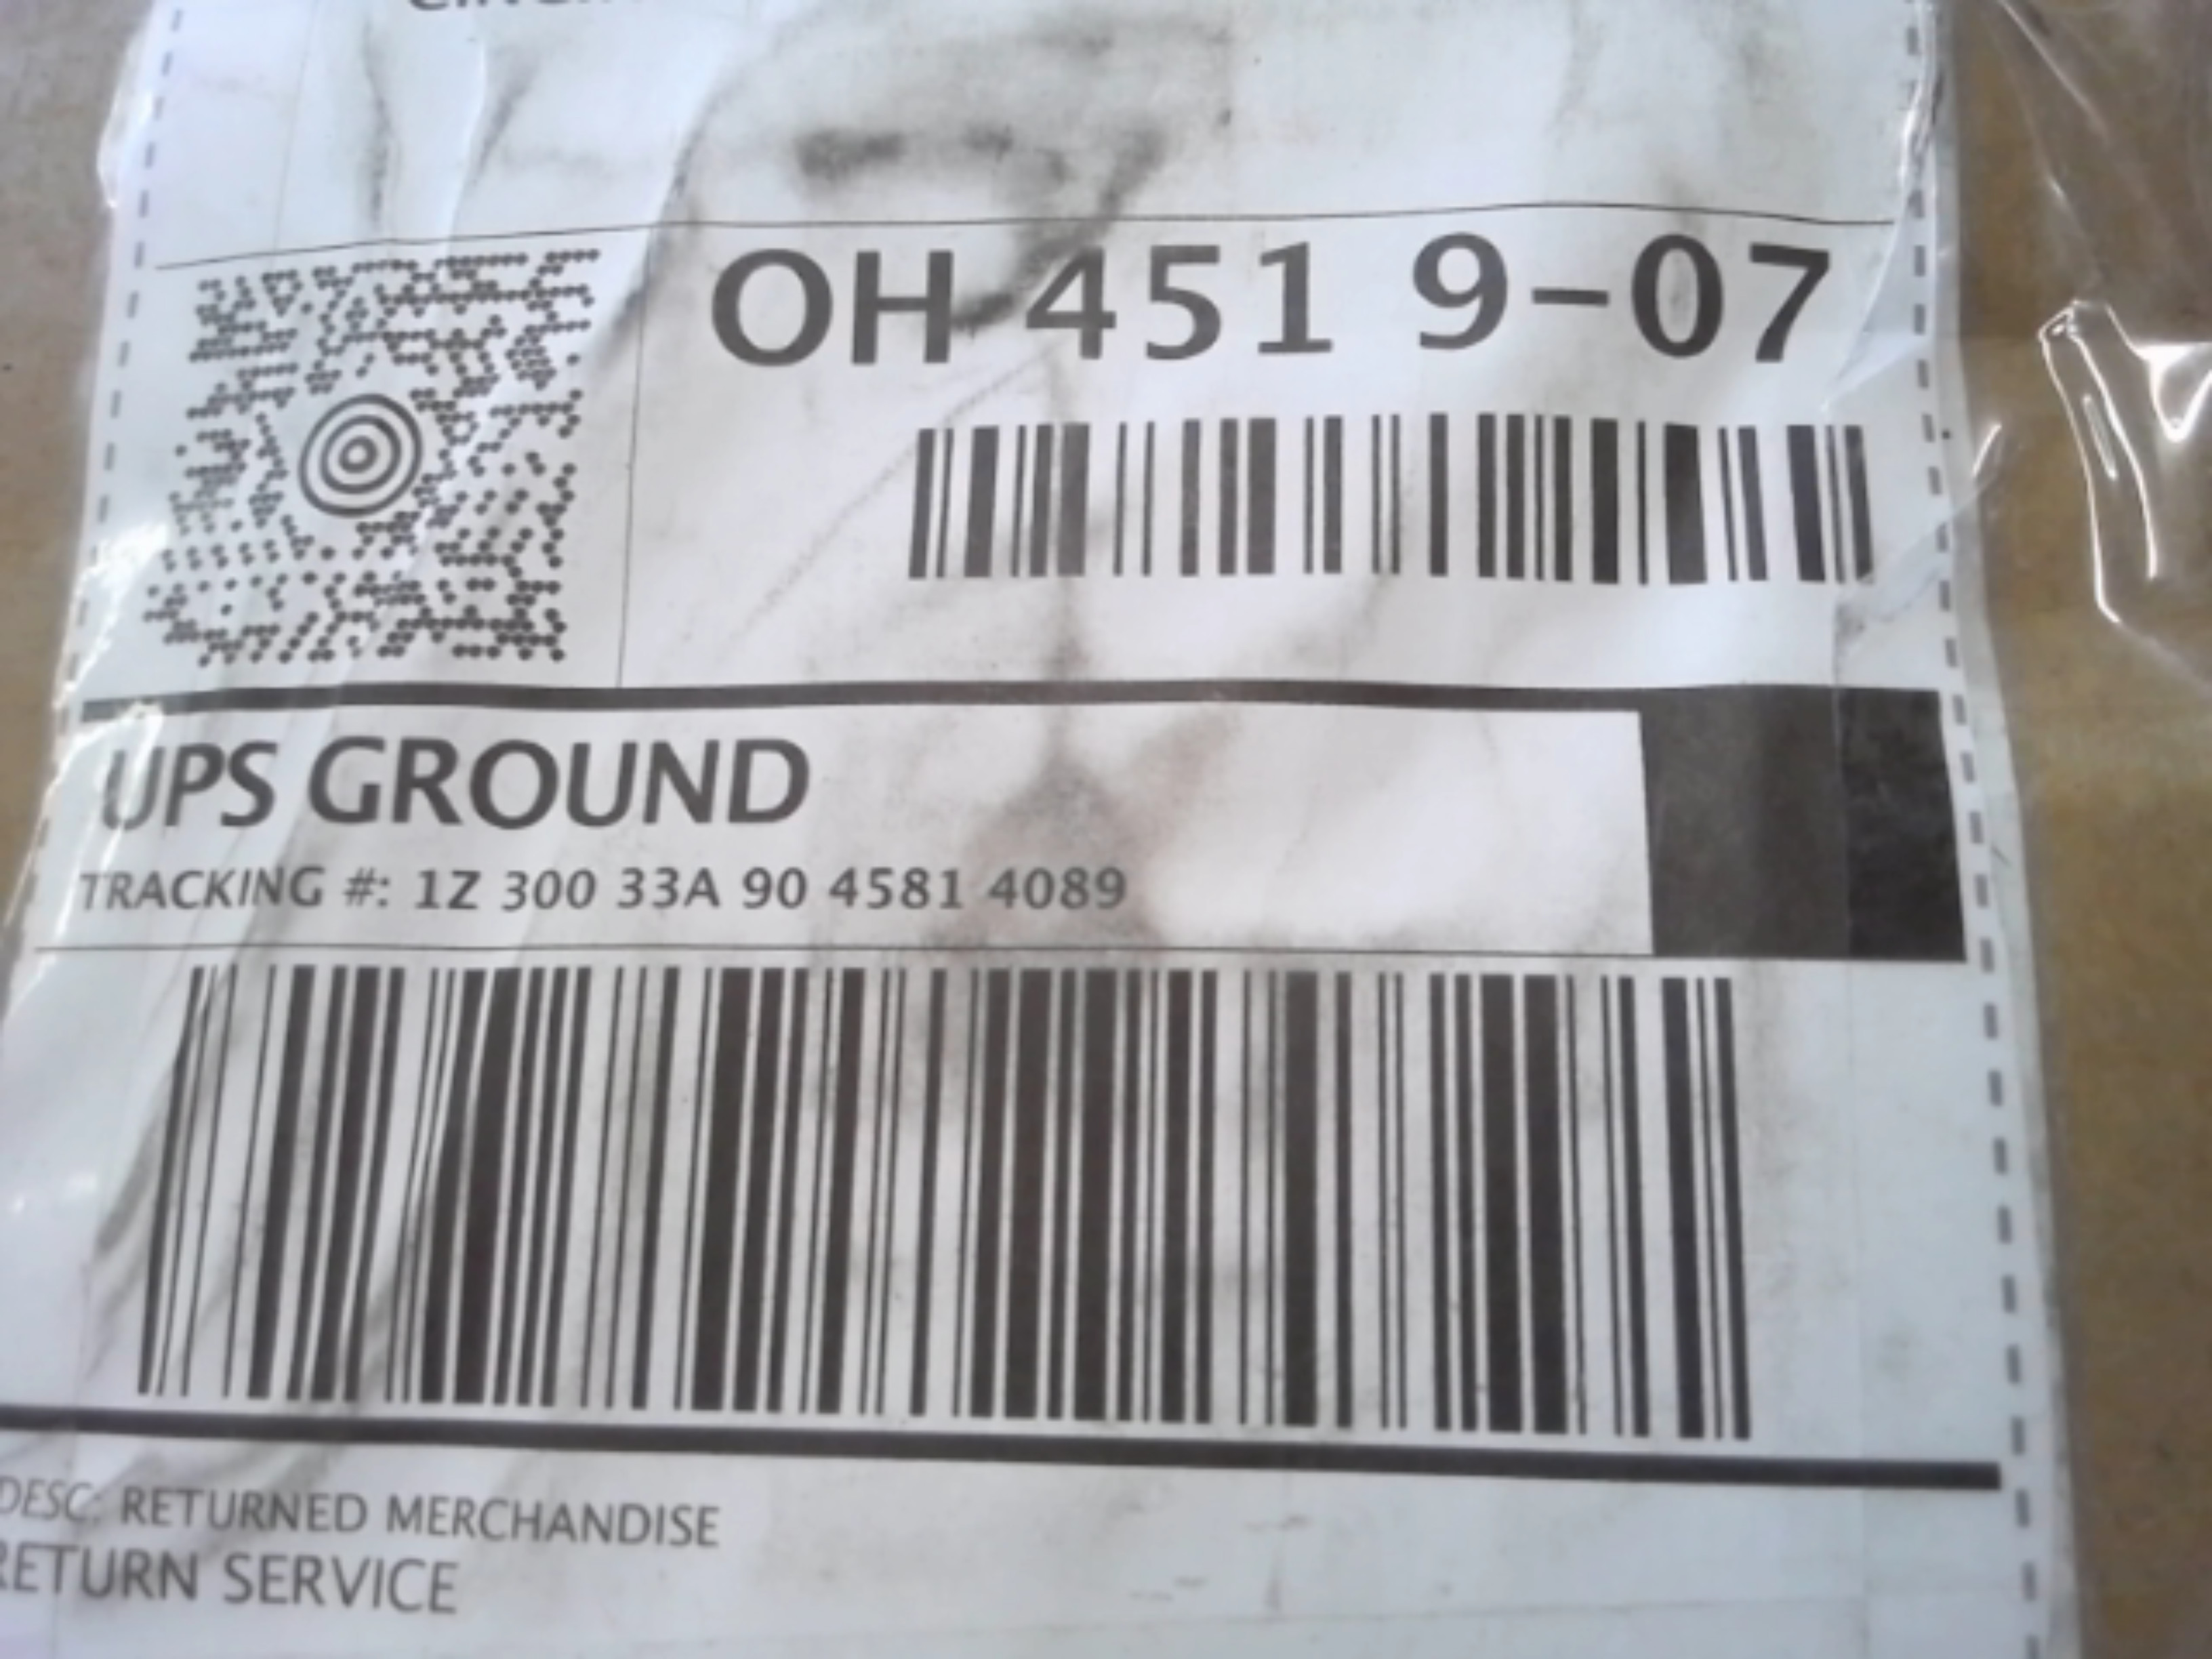 OH 451 9-07
UPS GROUND
TRACKING #: 1Z 300 33A 90 4581 4089
DESC: RETURNED MERCHANDISE
RETURN SERVICE